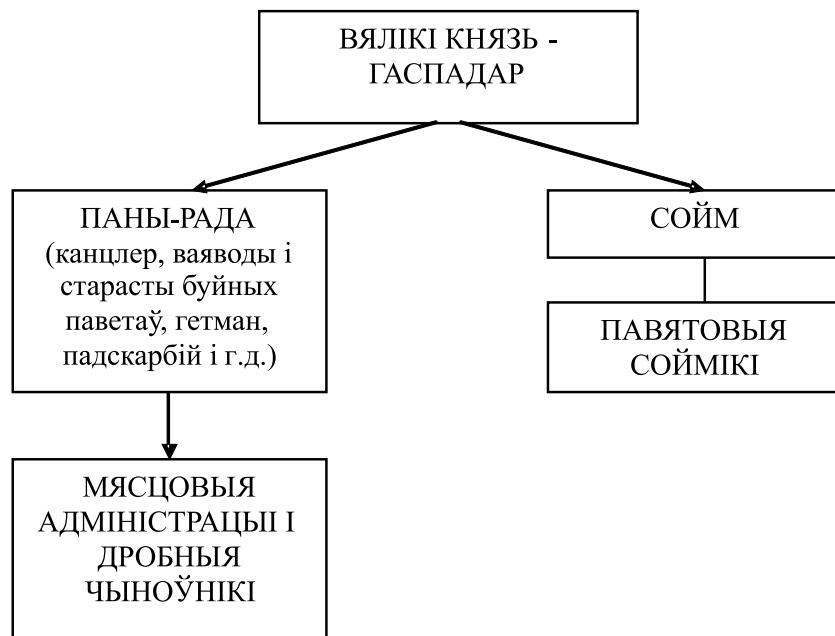 ВЯЛІКІ КНЯЗЬ -
ГАСПАДАР
ПАНЫ-РАДА
(канцлер, ваяводы і
старасты буйных
паветаў, гетман,
падскарбій і г.д.)
СОЙМ
ПАВЯТОВЫЯ
СОЙМІКІ
МЯСЦОВЫЯ
АДМІНІСТРАЦЫІ І
ДРОБНЫЯ
ЧЫНОЎНІКІ